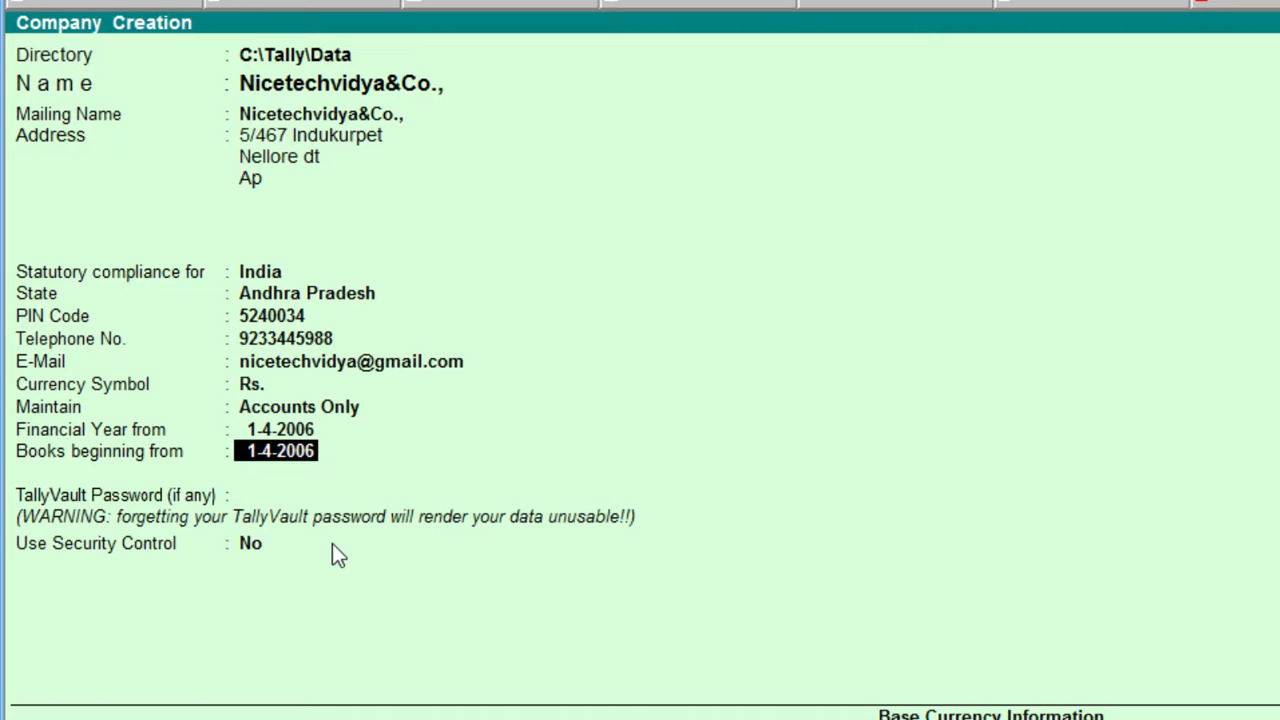 Company Creation
Directory : C:\Tally\Data
N a m e : Nicetechvidya&Co.,
Mailing Name : Nicetechvidya&Co.,
Address : 5/467 Indukurpet
Nellore dt
Ap
Statutory compliance for : India
State : Andhra Pradesh
PIN Code : 5240034
Telephone No. : 9233445988
E-Mail : nicetechvidya@gmail.com
Currency Symbol : Rs.
Maintain : Accounts Only
Financial Year from : 1-4-2006
Books beginning from : 1-4-2006
TallyVault Password (if any) :
(WARNING: forgetting your TallyVault password will render your data unusable!!)
Use Security Control : No
Base Currency Information